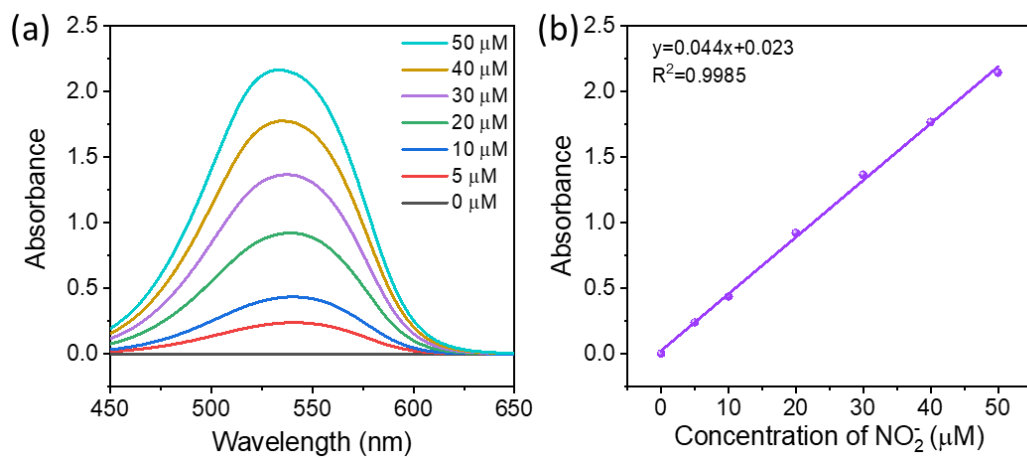 (a)
Absorbance
2.5
2.0
1.5
1.0
0.5
0.0
50 μM
40 μM
30 μM
20 μM
10 μM
5 μM
0 μM
450
500
550
600
650
Wavelength (nm)
(b)
Absorbance
2.5
2.0
1.5
1.0
0.5
0.0
y=0.044x+0.023
R²=0.9985
0
10
20
30
40
50
Concentration of NO₂⁻ (μM)